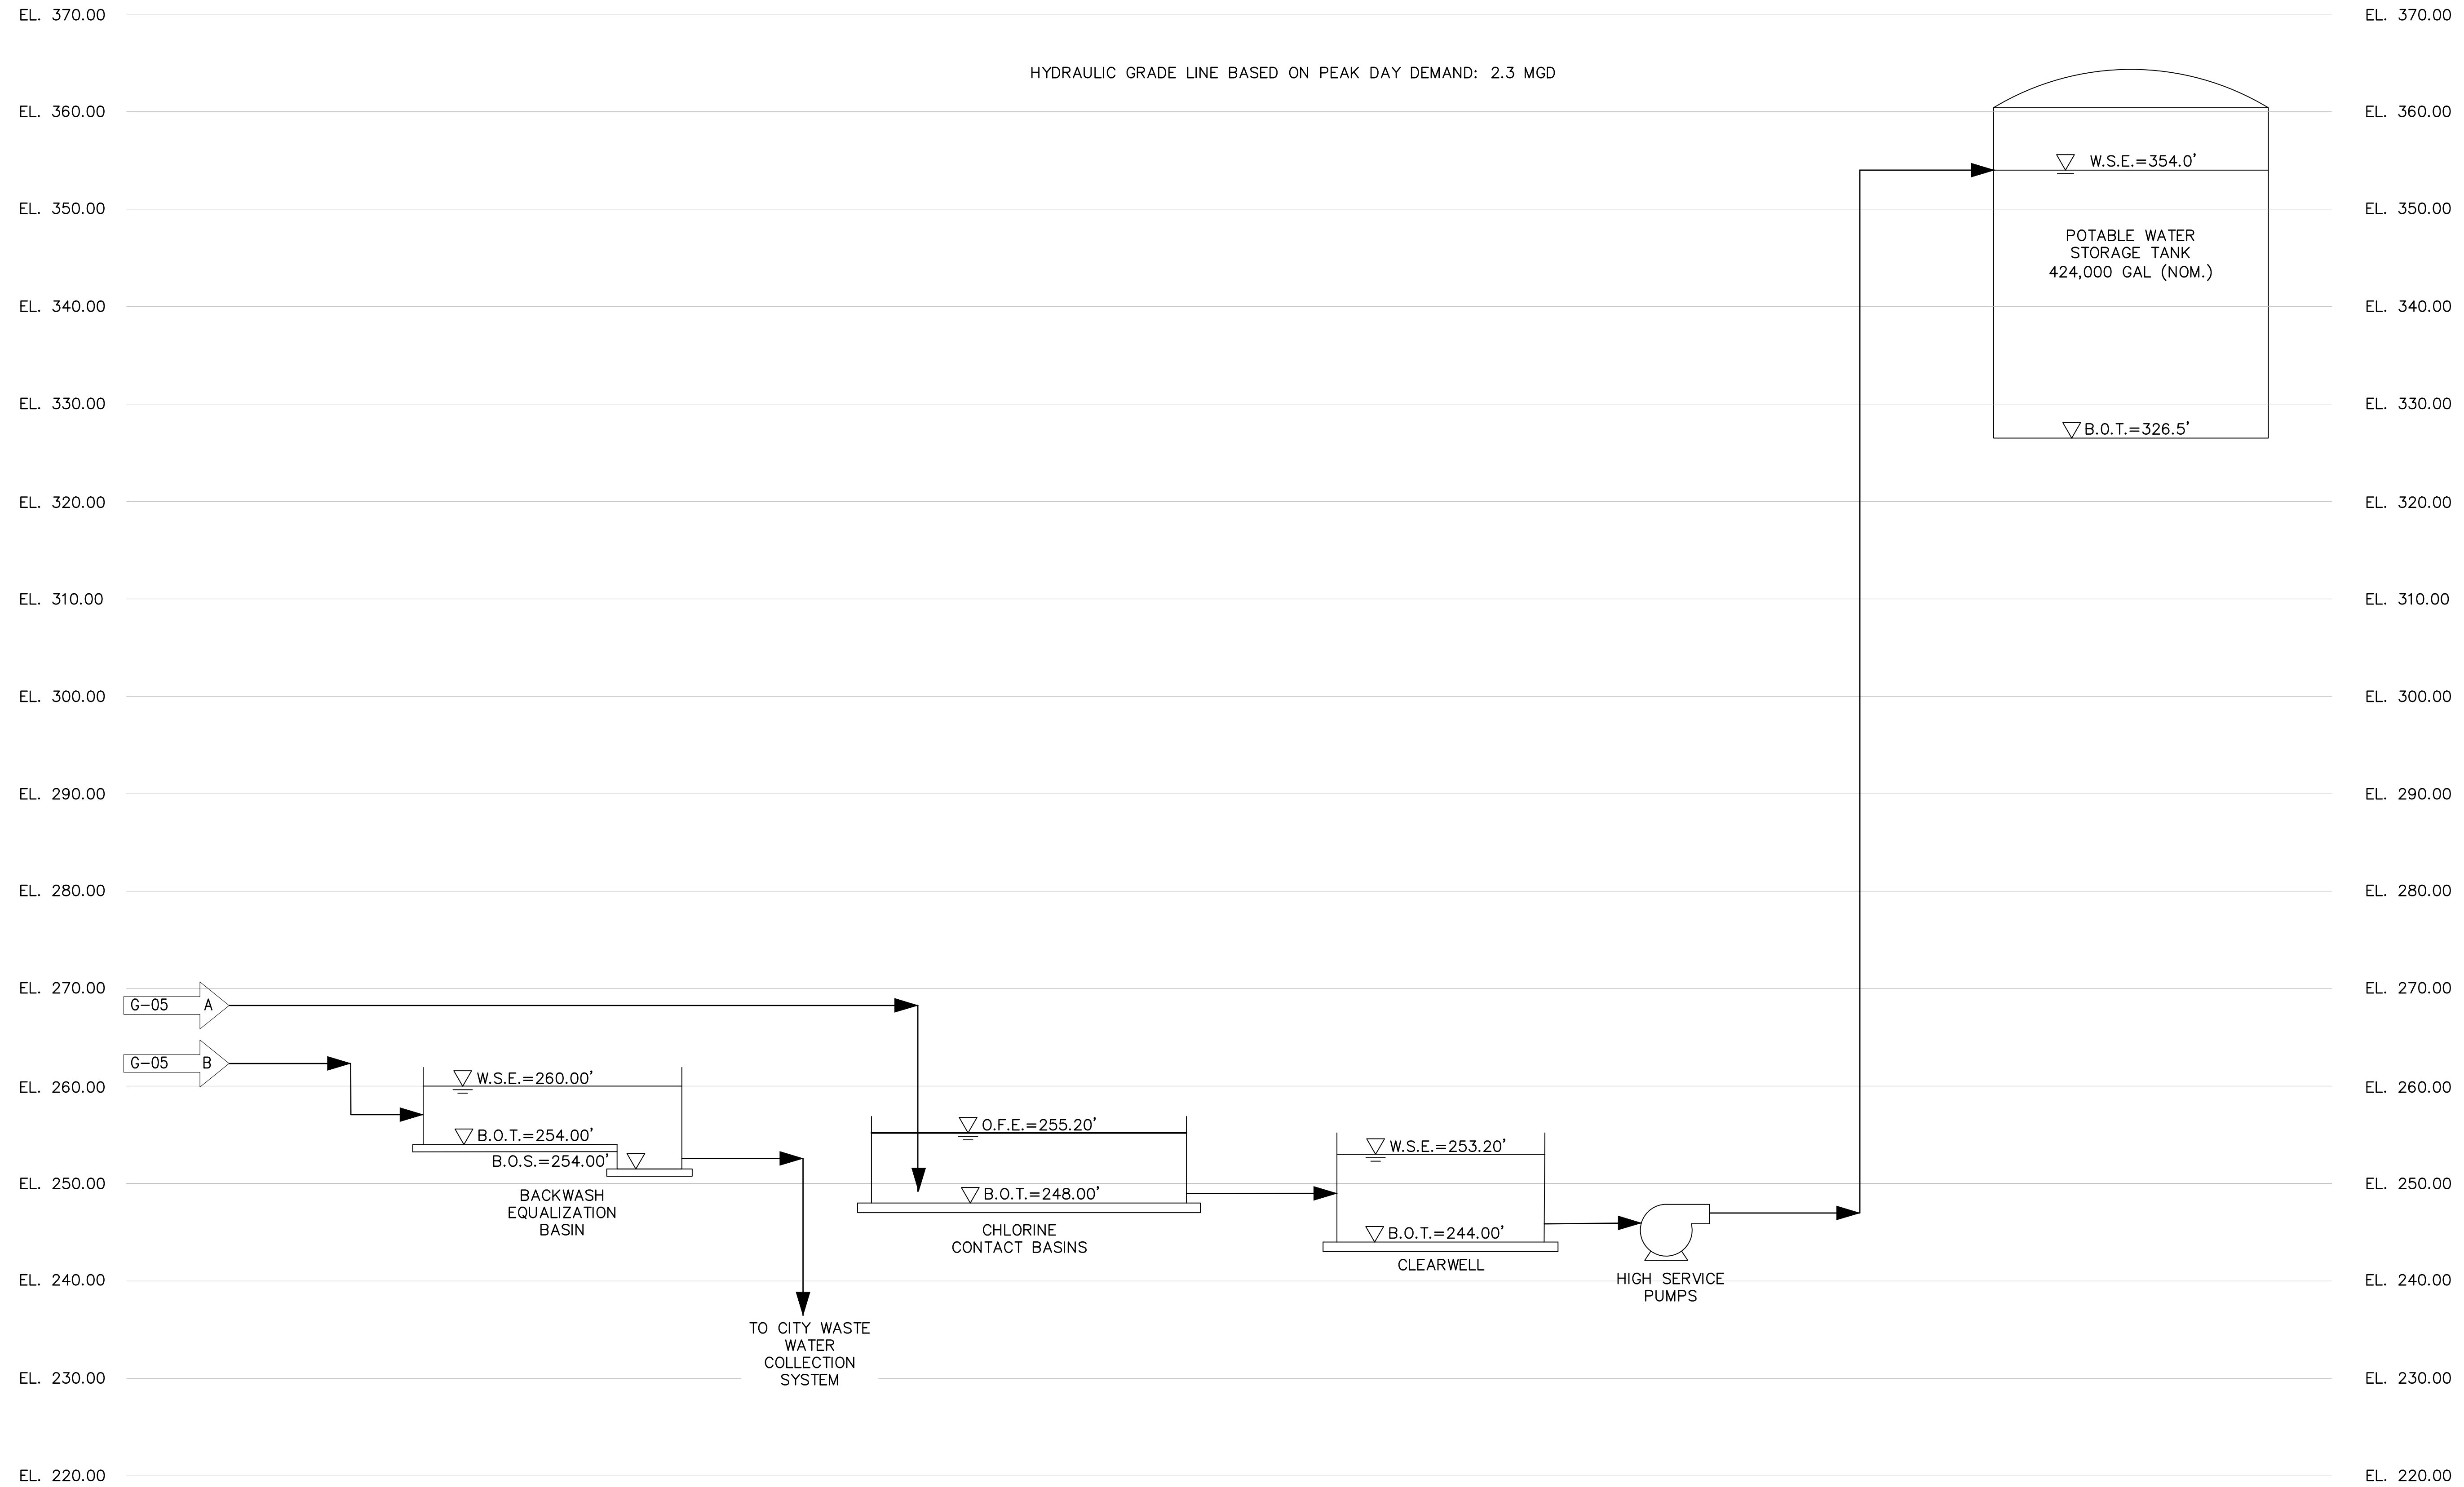 EL. 370.00 EL. 370.00
HYDRAULIC GRADE LINE BASED ON PEAK DAY DEMAND: 2.3 MGD
EL. 360.00 EL. 360.00
W.S.E.=354.0'
EL. 350.00 EL. 350.00
POTABLE WATER
STORAGE TANK
424,000 GAL (NOM.)
EL. 340.00 EL. 340.00
EL. 330.00 EL. 330.00
B.O.T.=326.5'
EL. 320.00 EL. 320.00
EL. 310.00 EL. 310.00
EL. 300.00 EL. 300.00
EL. 290.00 EL. 290.00
EL. 280.00 EL. 280.00
EL. 270.00 EL. 270.00
G-05 A
G-05 B
W.S.E.=260.00'
EL. 260.00 EL. 260.00
O.F.E.=255.20'
B.O.T.=254.00'
W.S.E.=253.20'
B.O.S.=254.00'
EL. 250.00 EL. 250.00
B.O.T.=248.00'
BACKWASH
EQUALIZATION
BASIN
CHLORINE
CONTACT BASINS
B.O.T.=244.00'
CLEARWELL
EL. 240.00 EL. 240.00
HIGH SERVICE
PUMPS
TO CITY WASTE
WATER
COLLECTION
SYSTEM
EL. 230.00 EL. 230.00
EL. 220.00 EL. 220.00